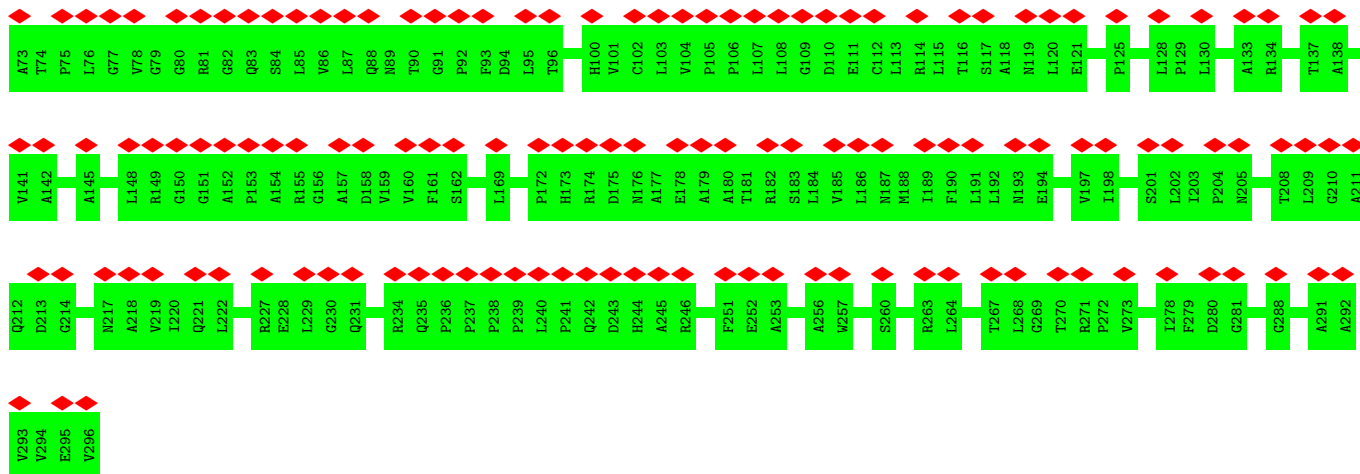 A73 T74 P75 L76 G77 V78 G79 G80 R81 G82 Q83 S84 L85 V86 L87 Q88 N89 T90 G91 P92 F93 D94 L95 T96 H100 V101 C102 L103 V104 P105 P106 L107 L108 G109 D110 E111 C112 L113 R114 L115 T116 S117 A118 N119 L120 E121 P125 L128 P129 L130 A133 R134 T137 A138
V141 A142 A145 L148 R149 G150 G151 A152 P153 A154 R155 G156 A157 D158 V159 V160 F161 S162 L169 P172 H173 R174 D175 N176 A177 E178 A179 A180 T181 R182 S183 L184 V185 L186 N187 M188 I189 F190 L191 L192 N193 E194 V197 I198 S201 L202 I203 P204 N205 T208 L209 G210 A211
Q212 D213 G214 N217 A218 V219 I220 Q221 L222 R227 E228 L229 G230 Q231 R234 Q235 P236 P237 P238 P239 L240 P241 Q242 D243 H244 A245 R246 F251 E252 A253 A256 W257 S260 R263 L264 T267 L268 G269 T270 R271 P272 V273 I278 F279 D280 G281 G288 A291 A292
V293 V294 E295 V296